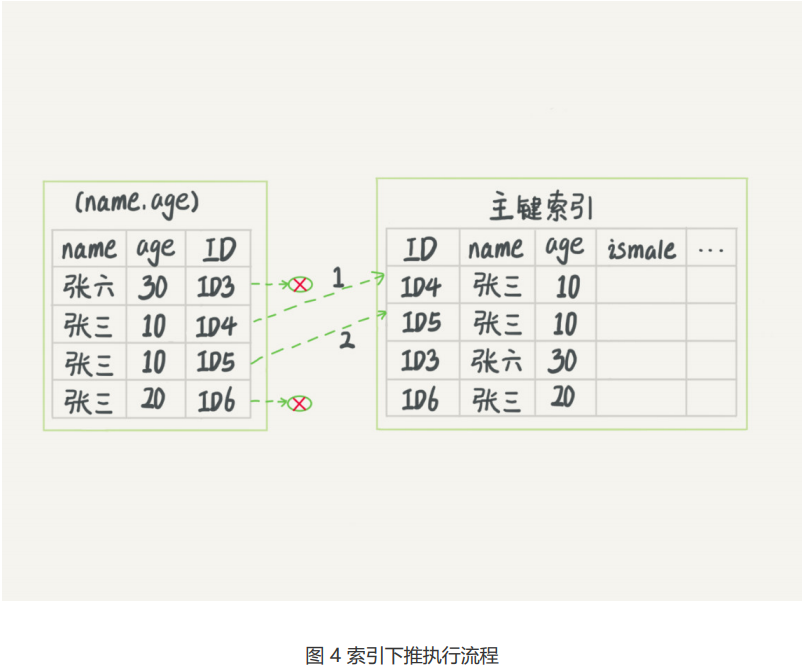 (name,age)
name age ID
张六 30 ID3
张三 10 ID4
张三 10 ID5
张三 20 ID6
1
2
主键索引
ID name age ismale ...
ID4 张三 10
ID5 张三 10
ID3 张六 30
ID6 张三 20
图 4 索引下推执行流程